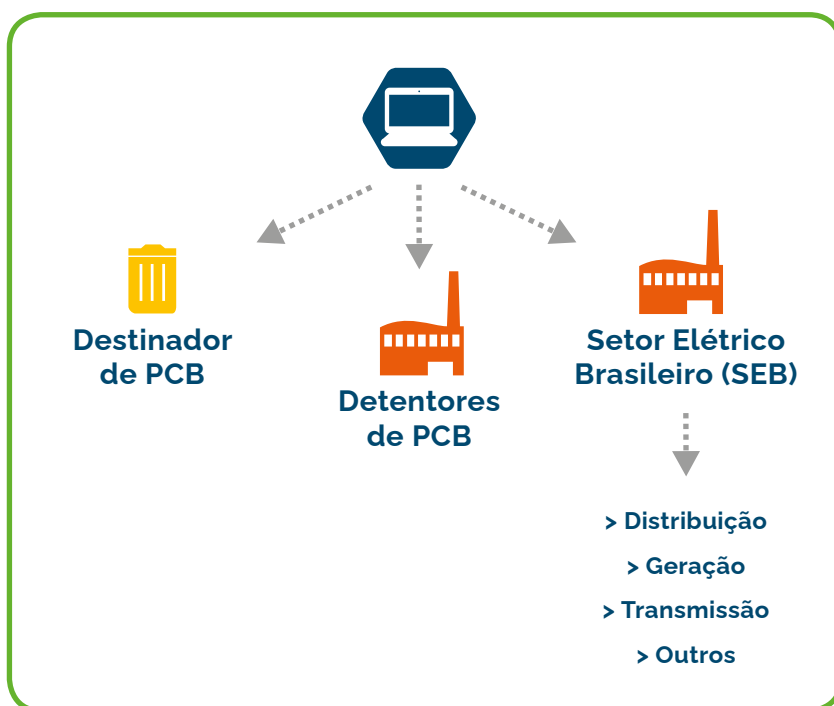 Destinador
de PCB
Detentores
de PCB
Setor Elétrico
Brasileiro (SEB)
> Distribuição
> Geração
> Transmissão
> Outros